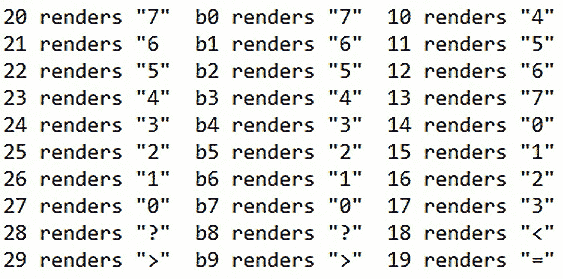 20 renders "7"  b0 renders "7"  10 renders "4"
21 renders "6   b1 renders "6"  11 renders "5"
22 renders "5"  b2 renders "5"  12 renders "6"
23 renders "4"  b3 renders "4"  13 renders "7"
24 renders "3"  b4 renders "3"  14 renders "0"
25 renders "2"  b5 renders "2"  15 renders "1"
26 renders "1"  b6 renders "1"  16 renders "2"
27 renders "0"  b7 renders "0"  17 renders "3"
28 renders "?"  b8 renders "?"  18 renders "<"
29 renders ">"  b9 renders ">"  19 renders "="